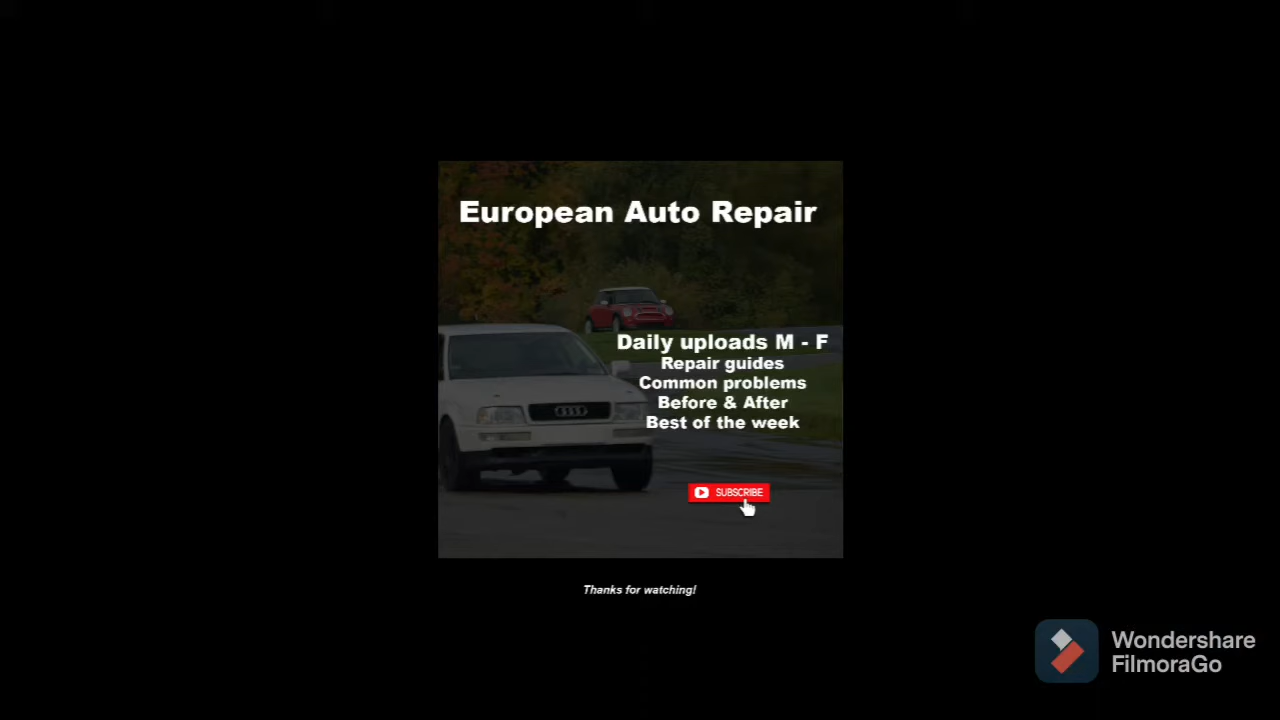 European Auto Repair
Daily uploads M - F
Repair guides
Common problems
Before & After
Best of the week
SUBSCRIBE
Thanks for watching!
Wondershare
FilmoraGo